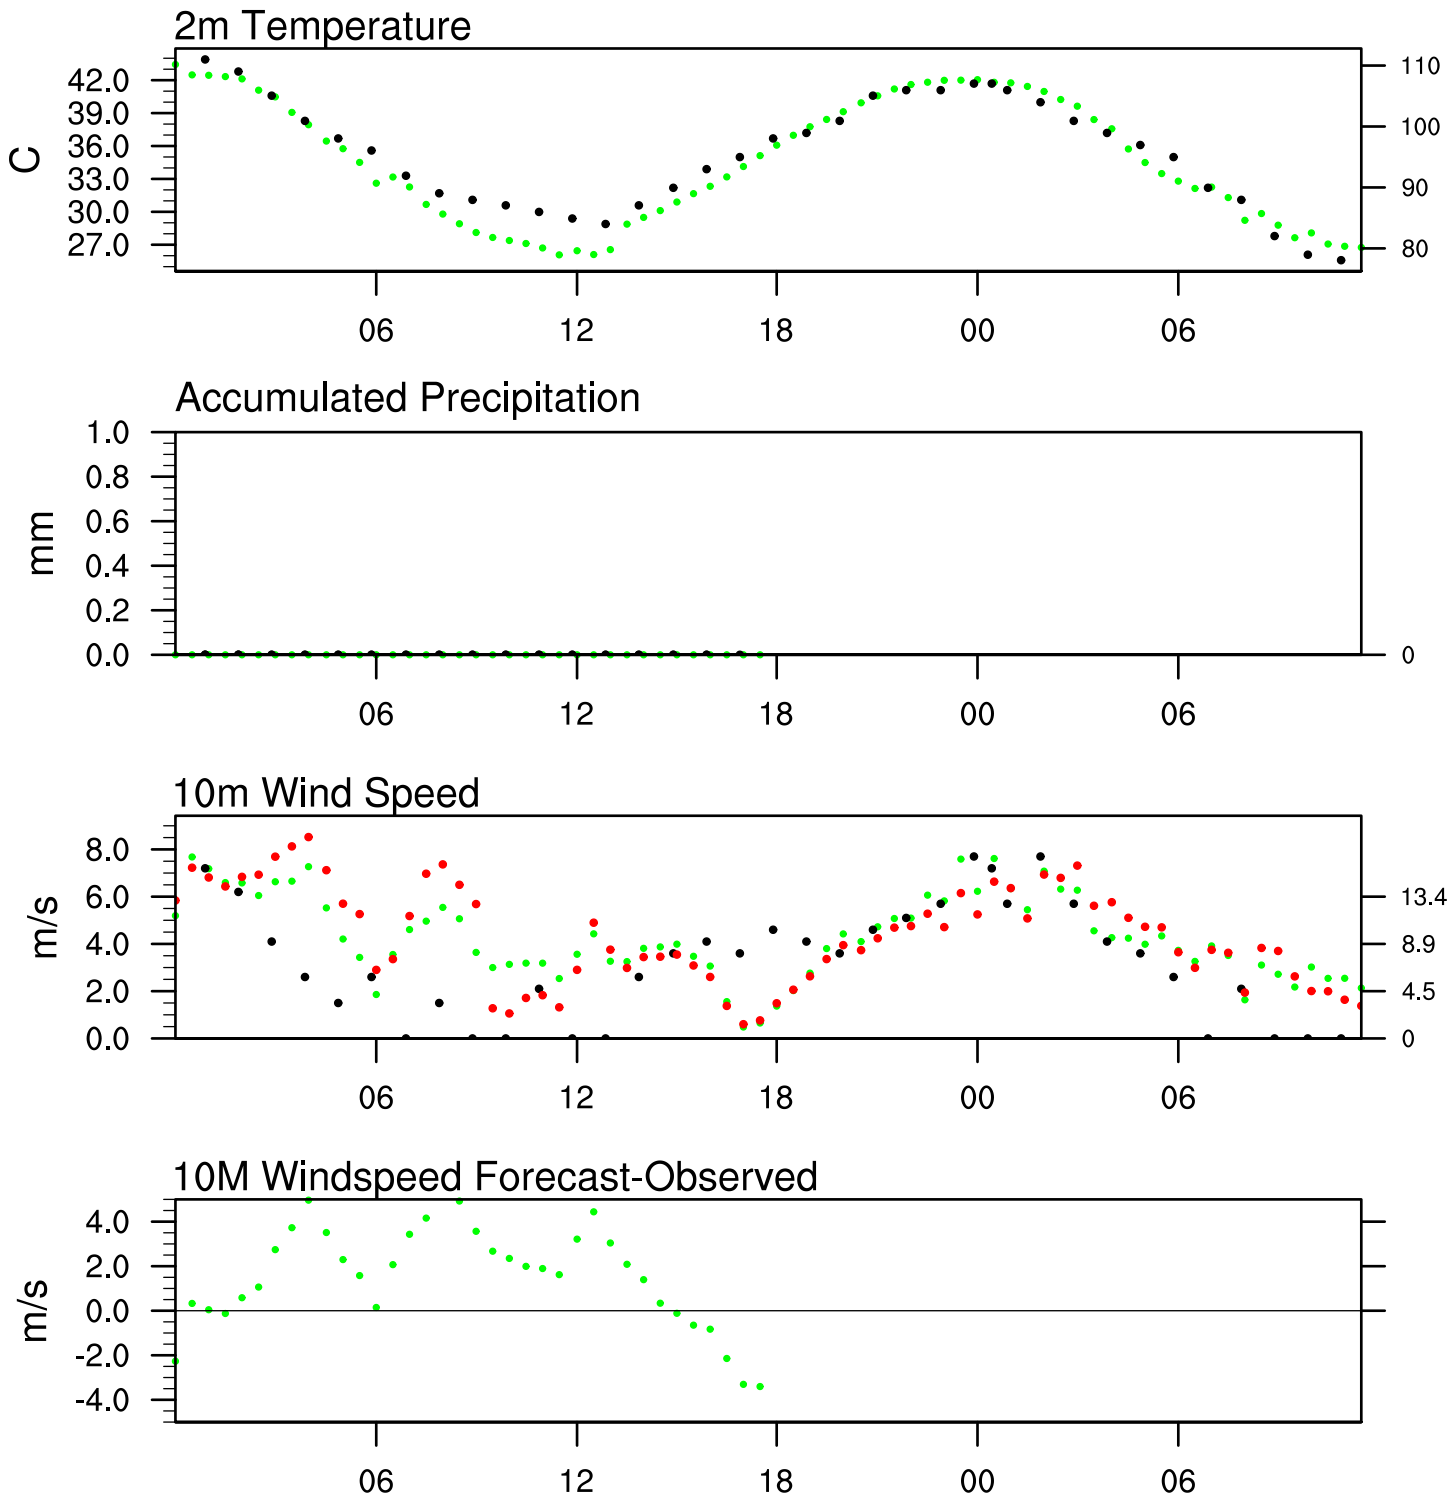 2m Temperature
C
42.0
39.0
36.0
33.0
30.0
27.0
110
100
90
80
06 12 18 00 06
Accumulated Precipitation
mm
1.0
0.8
0.6
0.4
0.2
0.0
0
06 12 18 00 06
10m Wind Speed
m/s
8.0
6.0
4.0
2.0
0.0
13.4
8.9
4.5
0
06 12 18 00 06
10M Windspeed Forecast-Observed
m/s
4.0
2.0
0.0
-2.0
-4.0
06 12 18 00 06